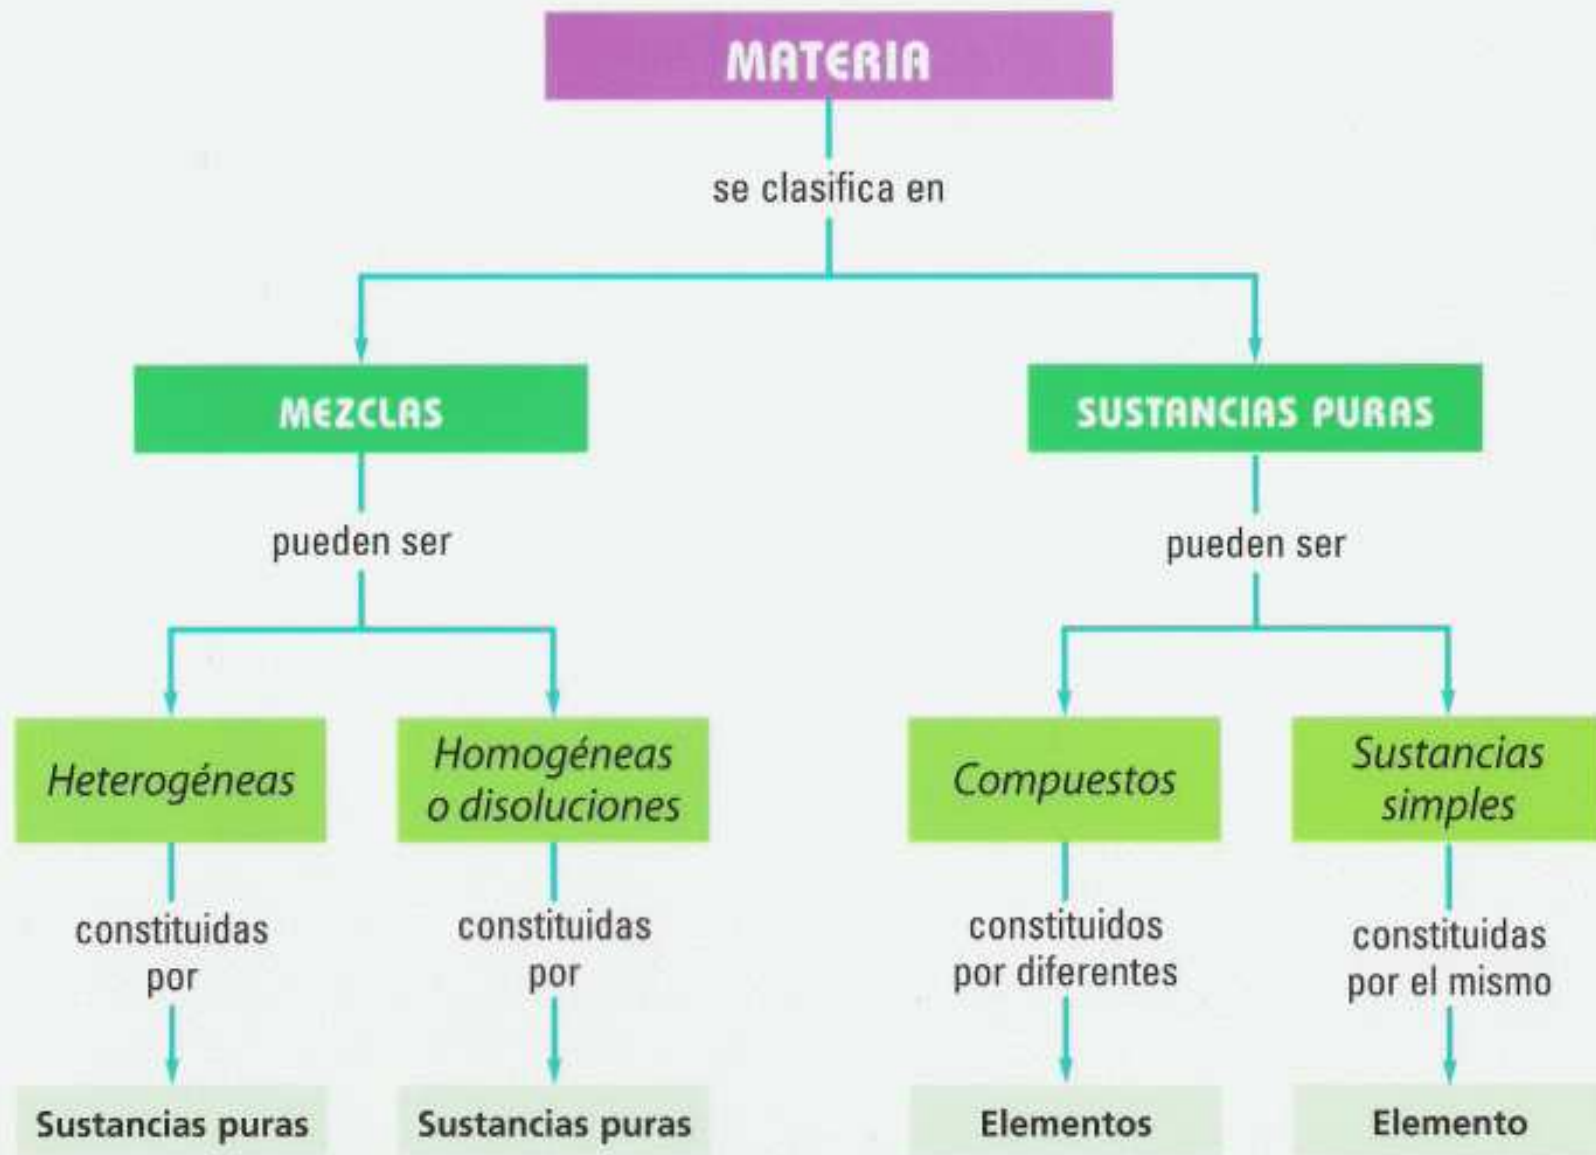 MATERIA
se clasifica en
MEZCLAS
SUSTANCIAS PURAS
pueden ser
pueden ser
Heterogéneas
Homogéneas
o disoluciones
Compuestos
Sustancias
simples
constituidas
por
constituidas
por
constituidos
por diferentes
constituidas
por el mismo
Sustancias puras
Sustancias puras
Elementos
Elemento